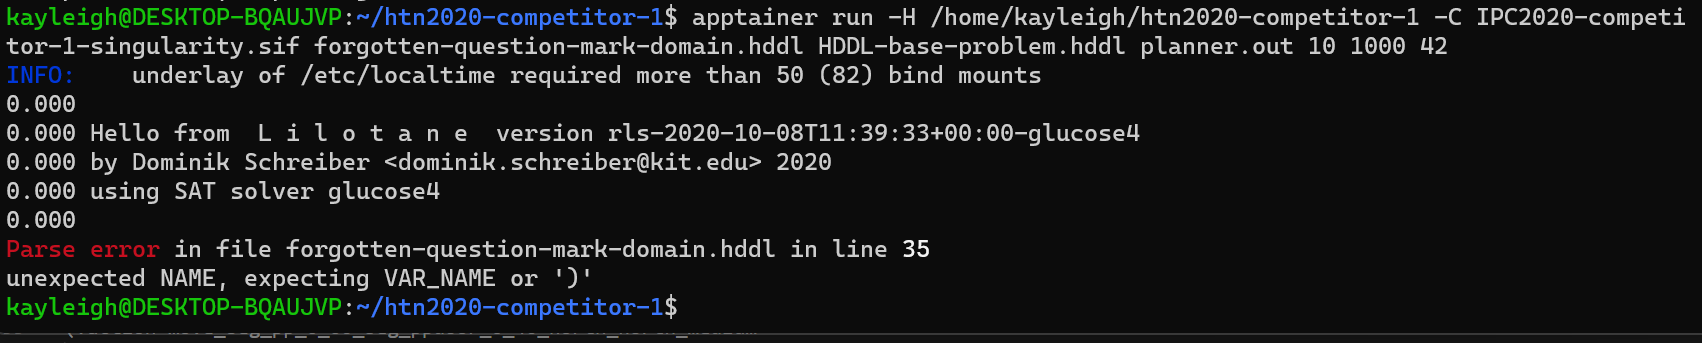 kayleigh@DESKTOP-BQAUJVP:~/htn2020-competitor-1$ apptainer run -H /home/kayleigh/htn2020-competitor-1 -C IPC2020-competi
tor-1-singularity.sif forgotten-question-mark-domain.hddl HDDL-base-problem.hddl planner.out 10 1000 42
INFO:    underlay of /etc/localtime required more than 50 (82) bind mounts
0.000
0.000 Hello from  L i l o t a n e  version rls-2020-10-08T11:39:33+00:00-glucose4
0.000 by Dominik Schreiber <dominik.schreiber@kit.edu> 2020
0.000 using SAT solver glucose4
0.000
Parse error in file forgotten-question-mark-domain.hddl in line 35
unexpected NAME, expecting VAR_NAME or ')'
kayleigh@DESKTOP-BQAUJVP:~/htn2020-competitor-1$